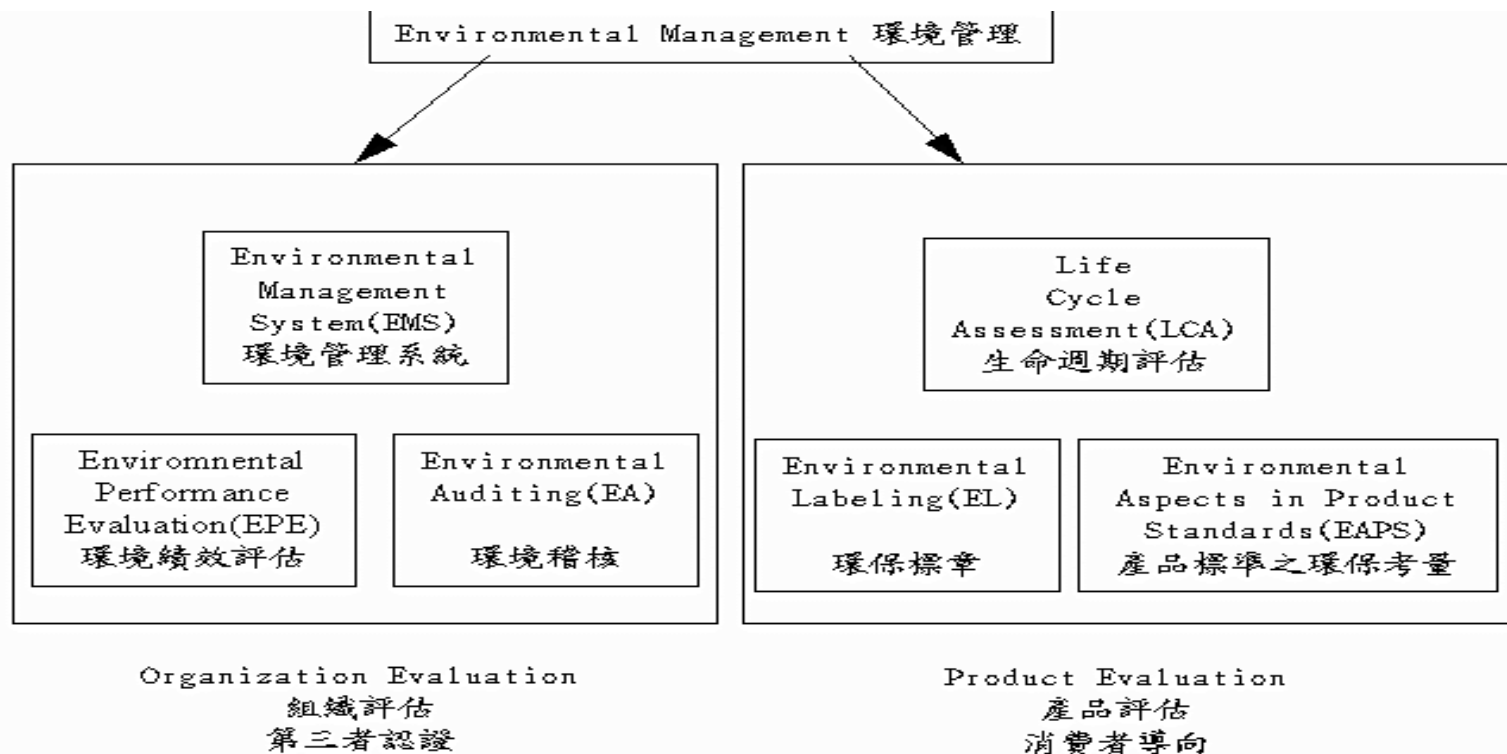 Environmental Management 環境管理
Environmental
Management
System(EMS)
環境管理系統
Enviromnental
Performance
Evaluation(EPE)
環境績效評估
Environmental
Auditing(EA)
環境稽核
Organization Evaluation
組織評估
第三者認證
Life
Cycle
Assessment(LCA)
生命週期評估
Environmental
Labeling(EL)
環保標章
Environmental
Aspects in Product
Standards(EAPS)
產品標準之環保考量
Product Evaluation
產品評估
消費者導向